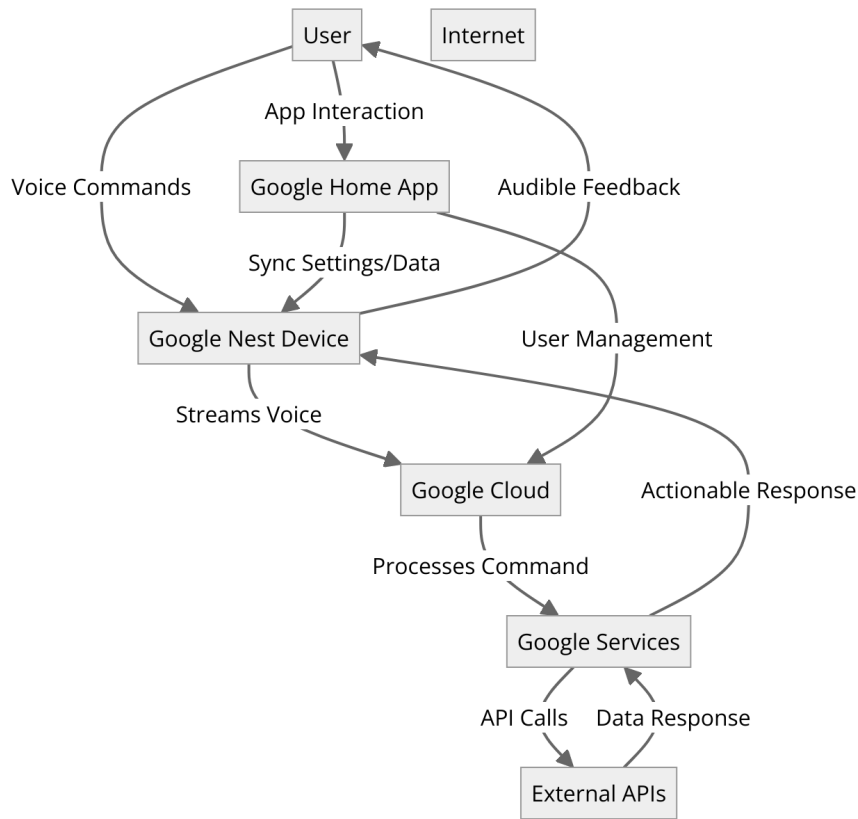 User
Internet
App Interaction
Voice Commands
Google Home App
Audible Feedback
Sync Settings/Data
Google Nest Device
User Management
Streams Voice
Google Cloud
Actionable Response
Processes Command
Google Services
API Calls
Data Response
External APIs